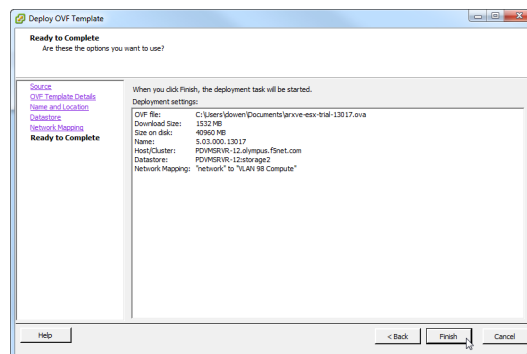 Deploy OVF Template
Ready to Complete
Are these the options you want to use?
Source
OVF Template Details
Name and Location
Datastore
Network Mapping
Ready to Complete
When you click Finish, the deployment task will be started.
Deployment settings:
OVF file: C:\Users\dowen\Documents\arxve-esx-trial-13017.ova
Download Size: 1532 MB
Size on disk: 40960 MB
Name: 5.03.000.13017
Host/Cluster: PDVMSRVR-12.olympus.f5net.com
Datastore: PDVMSRVR-12:storage2
Network Mapping: "network" to "VLAN 98 Compute"
Help
< Back
Finish
Cancel